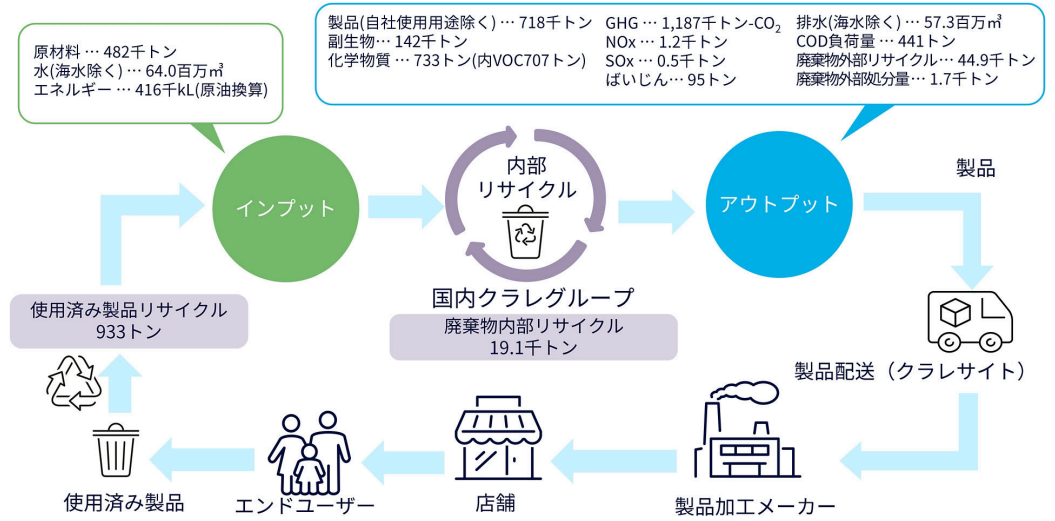 原材料 … 482千トン
水(海水除く) … 64.0百万㎥
エネルギー … 416千kL(原油換算)
製品(自社使用用途除く) … 718千トン
副生物… 142千トン
化学物質 … 733トン(内VOC707トン)
GHG … 1,187千トン-CO₂
NOx … 1.2千トン
SOx … 0.5千トン
ばいじん… 95トン
排水(海水除く)… 57.3百万㎥
COD負荷量 … 441トン
廃棄物外部リサイクル… 44.9千トン
廃棄物外部処分量… 1.7千トン
インプット
内部
リサイクル
アウトプット
製品
国内クラレグループ
廃棄物内部リサイクル
19.1千トン
使用済み製品リサイクル
933トン
製品配送（クラレサイト）
使用済み製品
エンドユーザー
店舗
製品加工メーカー